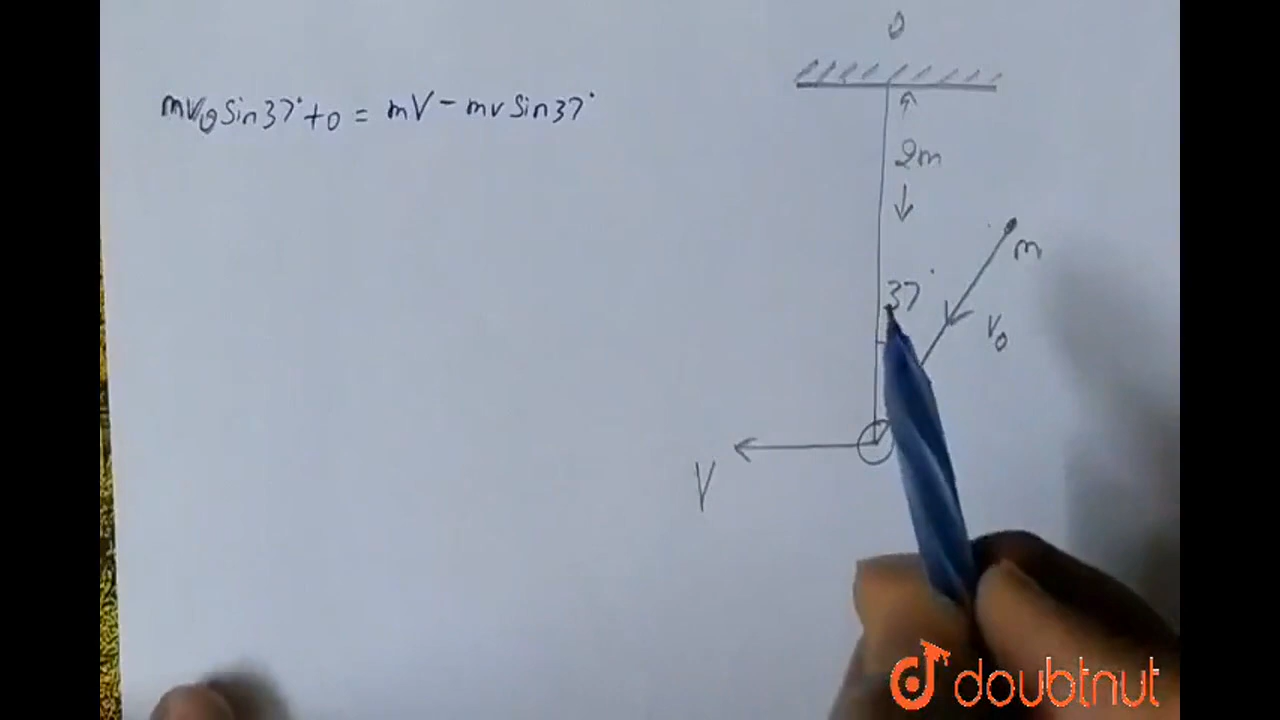 O
mv₀ sin37° + 0 = mV - mv sin37°
2m
m
37°
v₀
V
doubtnut